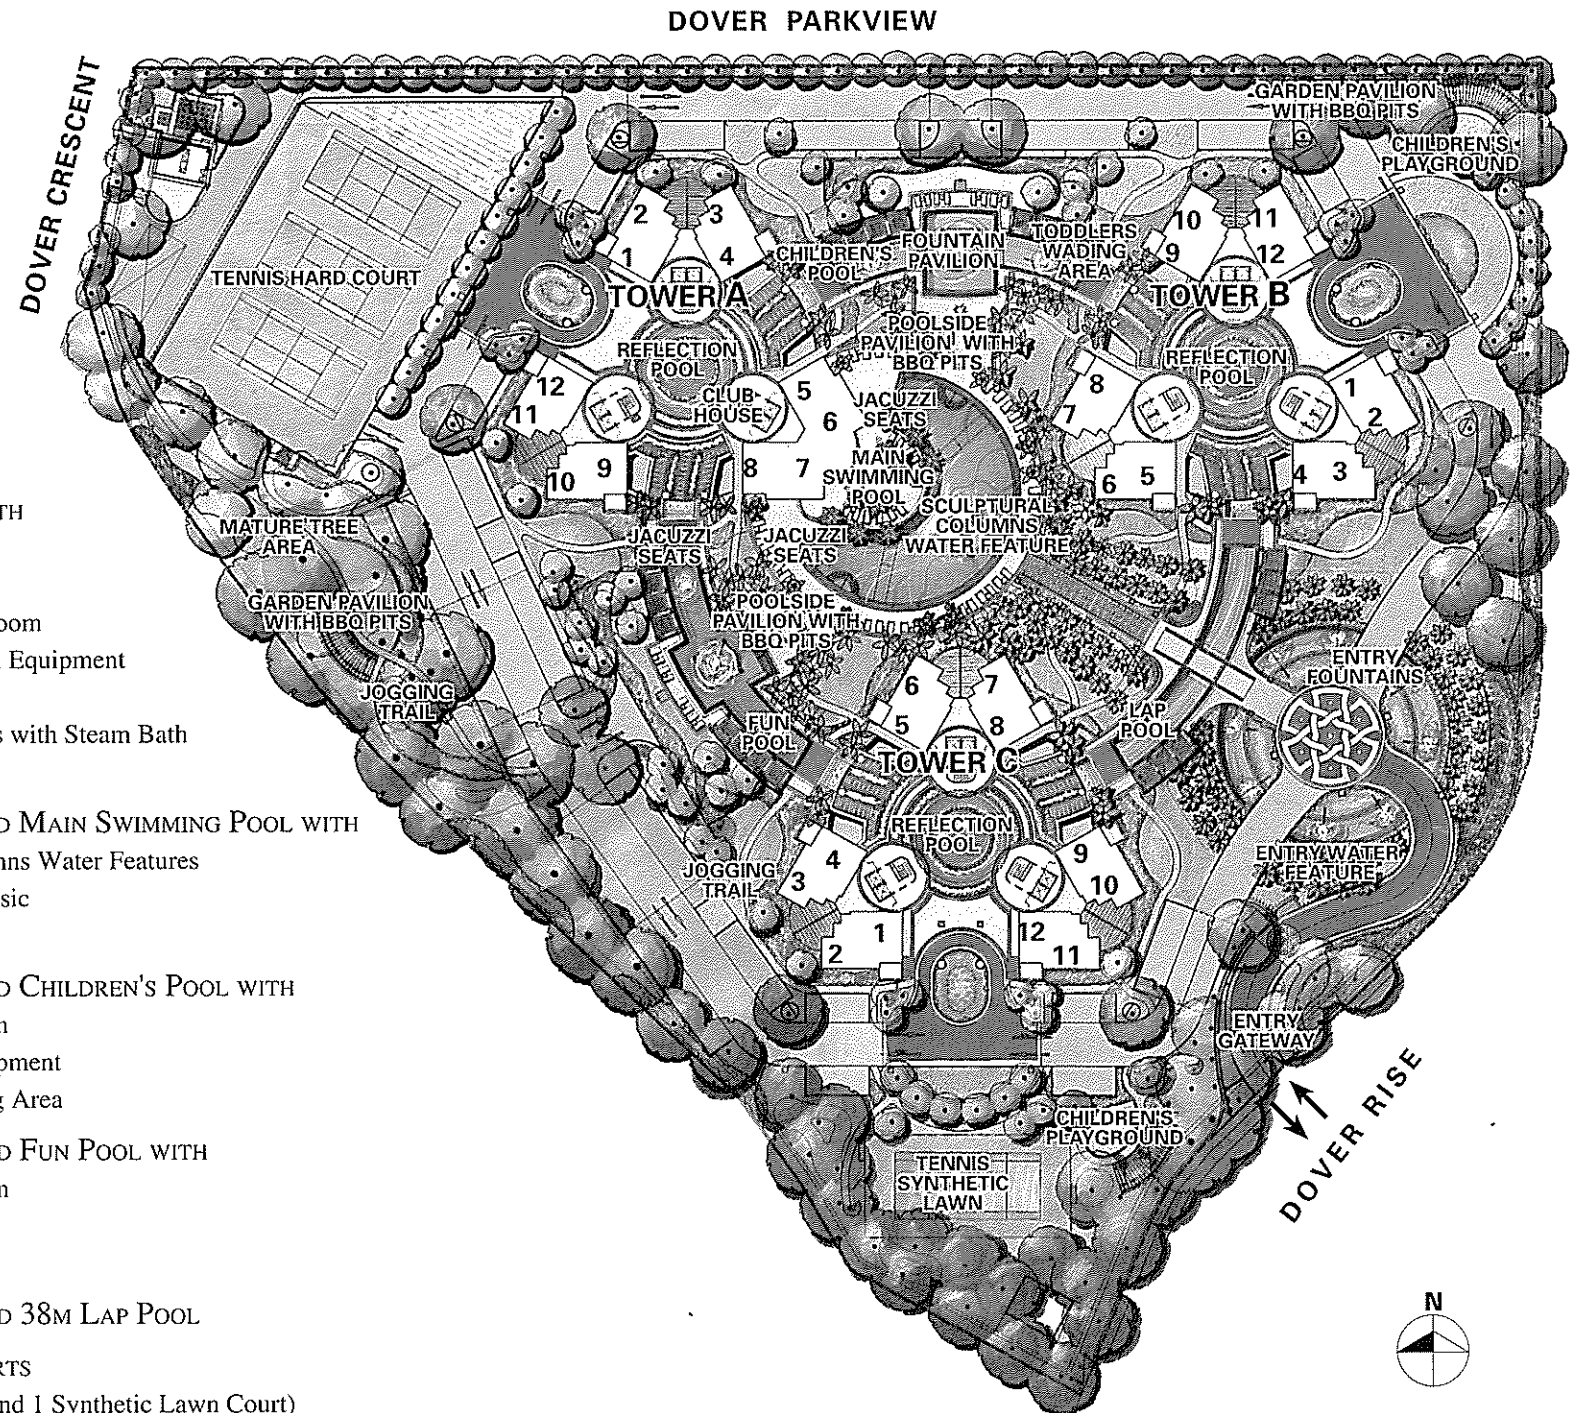 DOVER PARKVIEW
DOVER CRESCENT
GARDEN PAVILION
WITH BBQ PITS
CHILDREN'S
PLAYGROUND
2
3
1
4
10
11
9
12
TENNIS HARD COURT
CHILDREN'S
POOL
FOUNTAIN
PAVILION
TODDLERS
WADING
AREA
TOWER A
TOWER B
REFLECTION
POOL
POOLSIDE
PAVILION WITH
BBQ PITS
REFLECTION
POOL
12
11
10
9
CLUB
HOUSE
5
6
8
7
JACUZZI
SEATS
MAIN
SWIMMING
POOL
SCULPTURAL
COLUMNS
WATER FEATURE
8
7
6
5
1
2
4
3
MATURE TREE
AREA
JACUZZI
SEATS
JACUZZI
SEATS
GARDEN PAVILION
WITH BBQ PITS
POOLSIDE
PAVILION WITH
BBQ PITS
JOGGING
TRAIL
FUN
POOL
6
7
5
8
TOWER C
LAP
POOL
ENTRY
FOUNTAINS
REFLECTION
POOL
JOGGING
TRAIL
4
3
2
1
9
10
12
11
ENTRY WATER
FEATURE
ENTRY
GATEWAY
DOVER RISE
CHILDREN'S
PLAYGROUND
TENNIS
SYNTHETIC
LAWN
N
TH
oom
Equipment
s with Steam Bath
D MAIN SWIMMING POOL WITH
nns Water Features
sic
D CHILDREN'S POOL WITH
n
pment
g Area
D FUN POOL WITH
n
D 38M LAP POOL
RTS
nd 1 Synthetic Lawn Court)